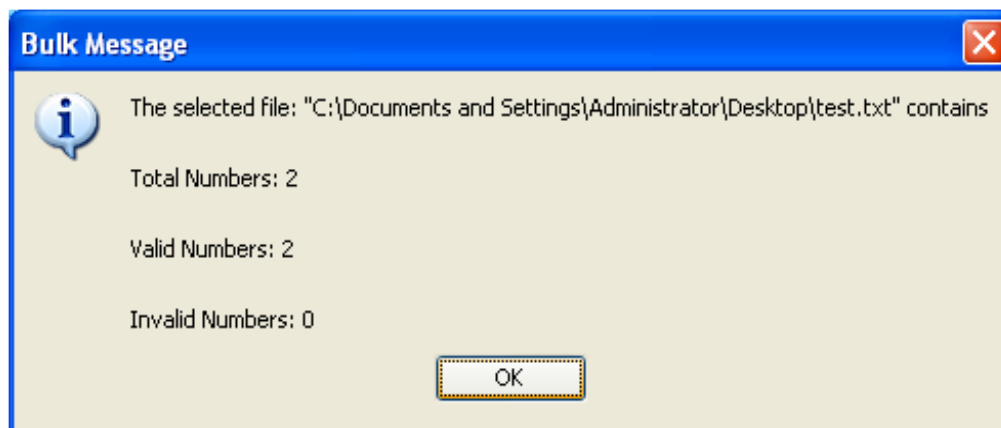 Bulk Message
The selected file: "C:\Documents and Settings\Administrator\Desktop\test.txt" contains
Total Numbers: 2
Valid Numbers: 2
Invalid Numbers: 0
OK